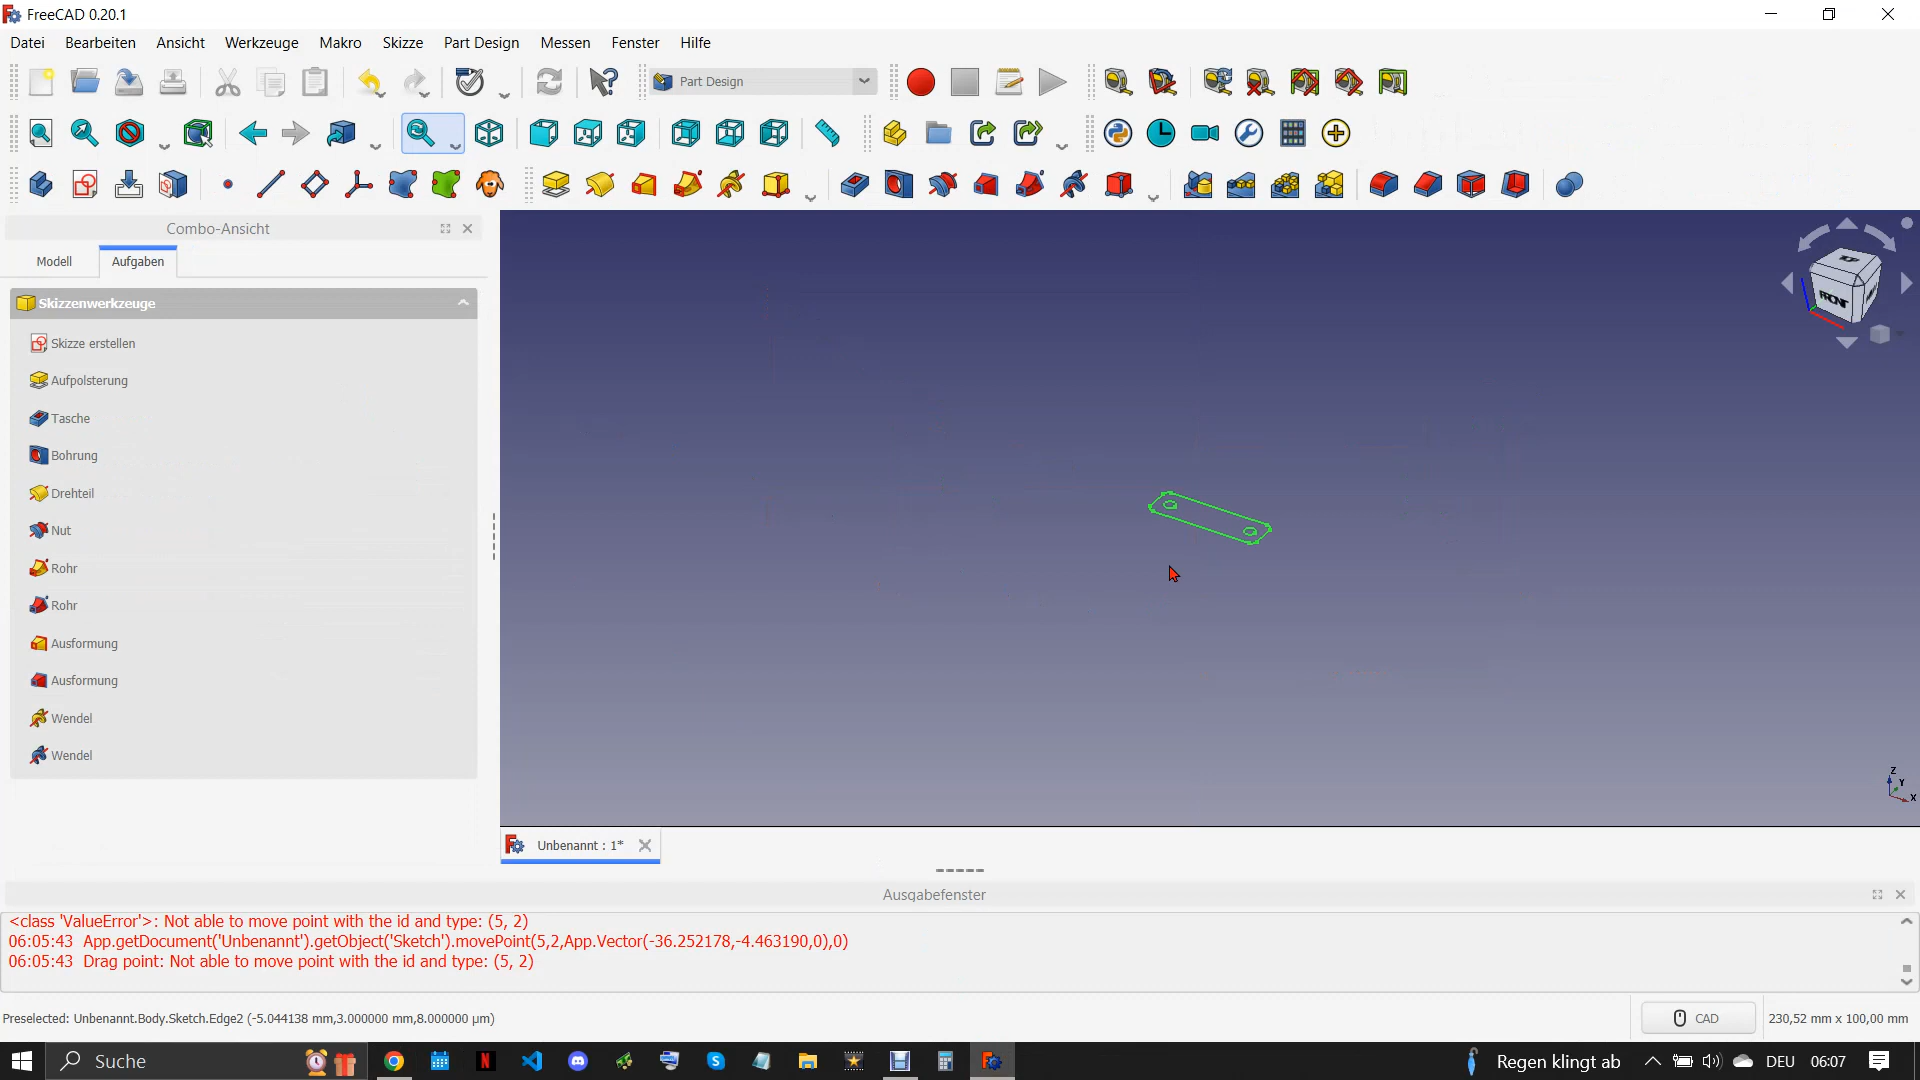 FreeCAD 0.20.1
Datei Bearbeiten Ansicht Werkzeuge Makro Skizze Part Design Messen Fenster Hilfe
Part Design
Combo-Ansicht
Modell Aufgaben
Skizzenwerkzeuge
Skizze erstellen
Aufpolsterung
Tasche
Bohrung
Drehteil
Nut
Rohr
Rohr
Ausformung
Ausformung
Wendel
Wendel
TOP
FRONT
Z
Y
X
Unbenannt : 1*
Ausgabefenster
<class 'ValueError'>: Not able to move point with the id and type: (5, 2)
06:05:43 App.getDocument('Unbenannt').getObject('Sketch').movePoint(5,2,App.Vector(-36.252178,-4.463190,0),0)
06:05:43 Drag point: Not able to move point with the id and type: (5, 2)
Preselected: Unbenannt.Body.Sketch.Edge2 (-5.044138 mm,3.000000 mm,8.000000 µm)
CAD
230,52 mm x 100,00 mm
Suche
Regen klingt ab
DEU
06:07